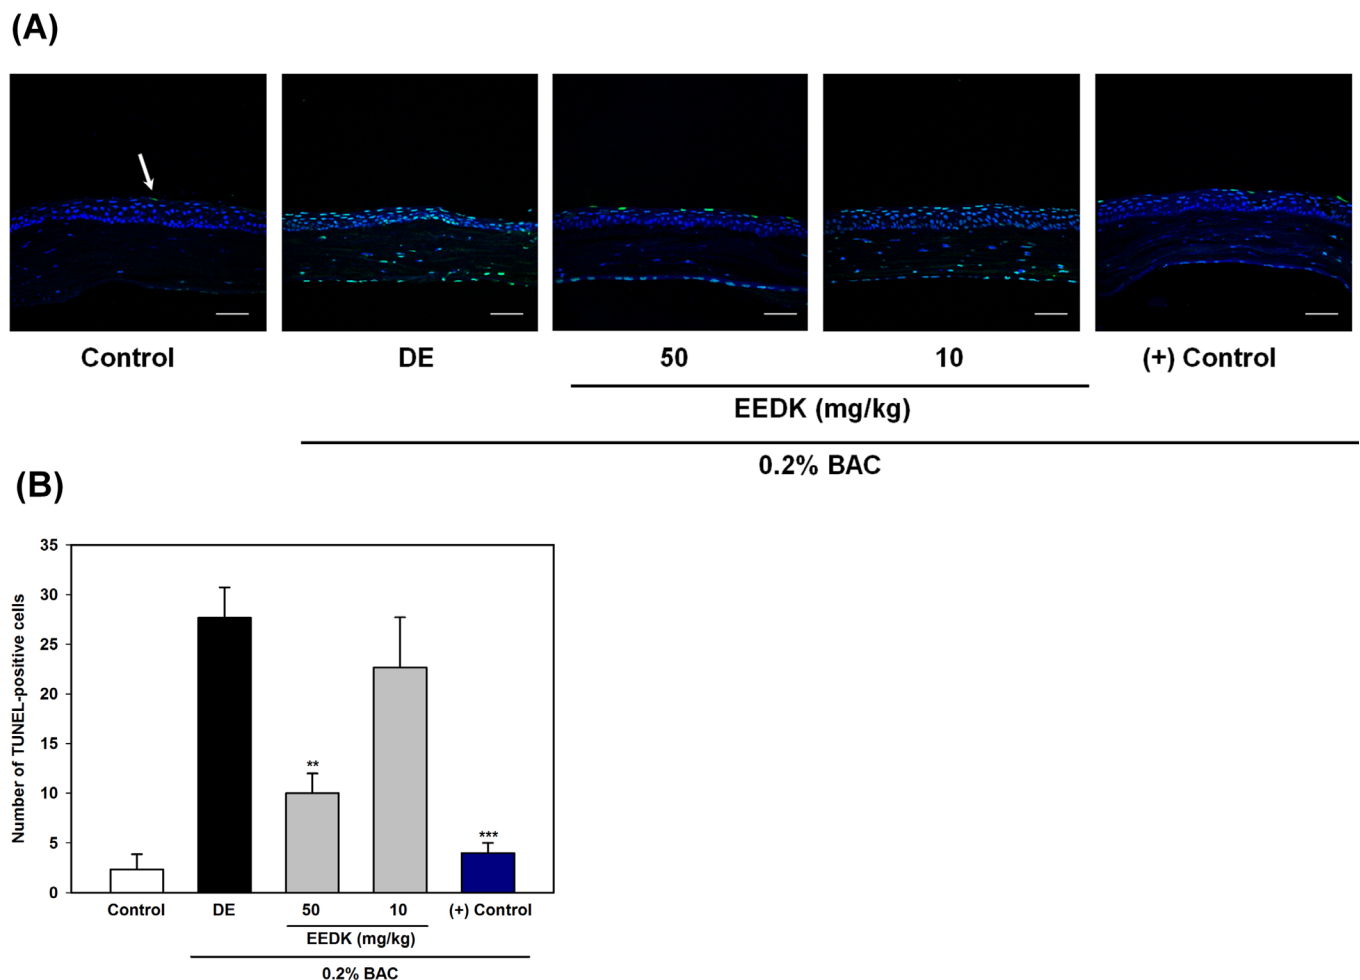 (A)
Control DE 50 10 (+) Control
EEDK (mg/kg)
0.2% BAC
(B)
Number of TUNEL-positive cells
35
30
25
20
15
10
5
0
**
***
Control DE 50 10 (+) Control
EEDK (mg/kg)
0.2% BAC